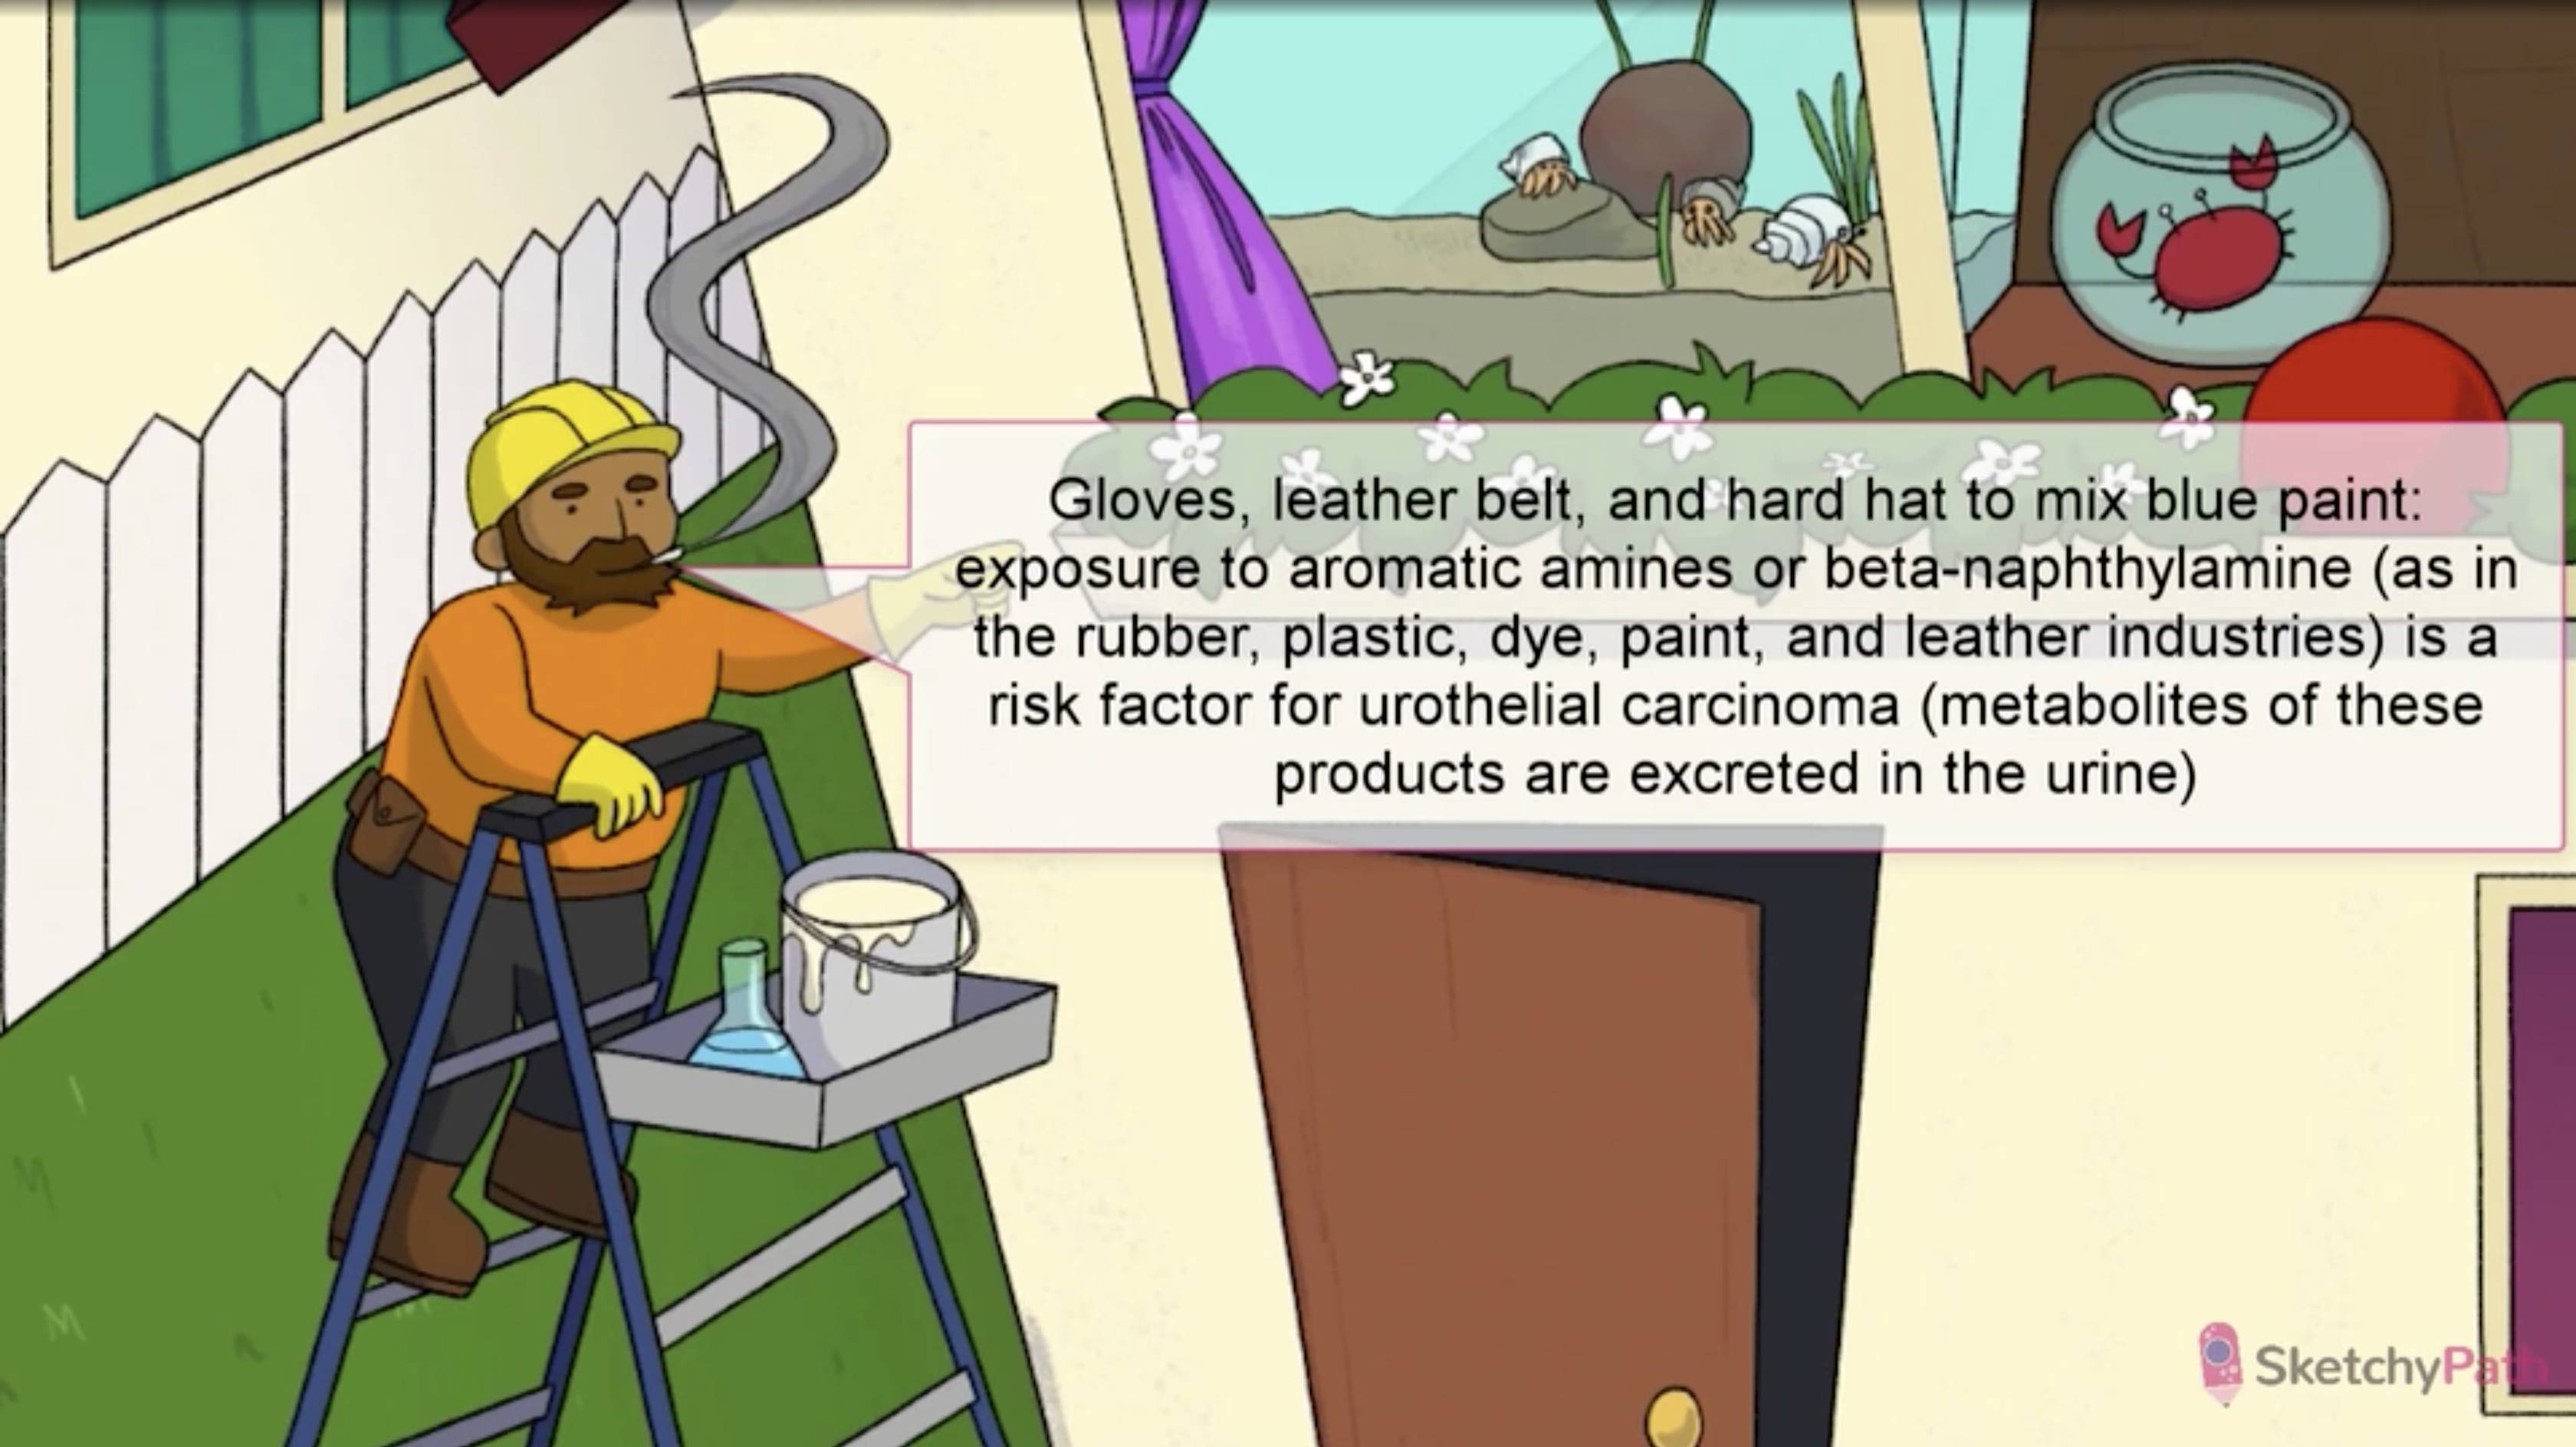 Gloves, leather belt, and hard hat to mix blue paint:
exposure to aromatic amines or beta-naphthylamine (as in
the rubber, plastic, dye, paint, and leather industries) is a
risk factor for urothelial carcinoma (metabolites of these
products are excreted in the urine)
SketchyPath